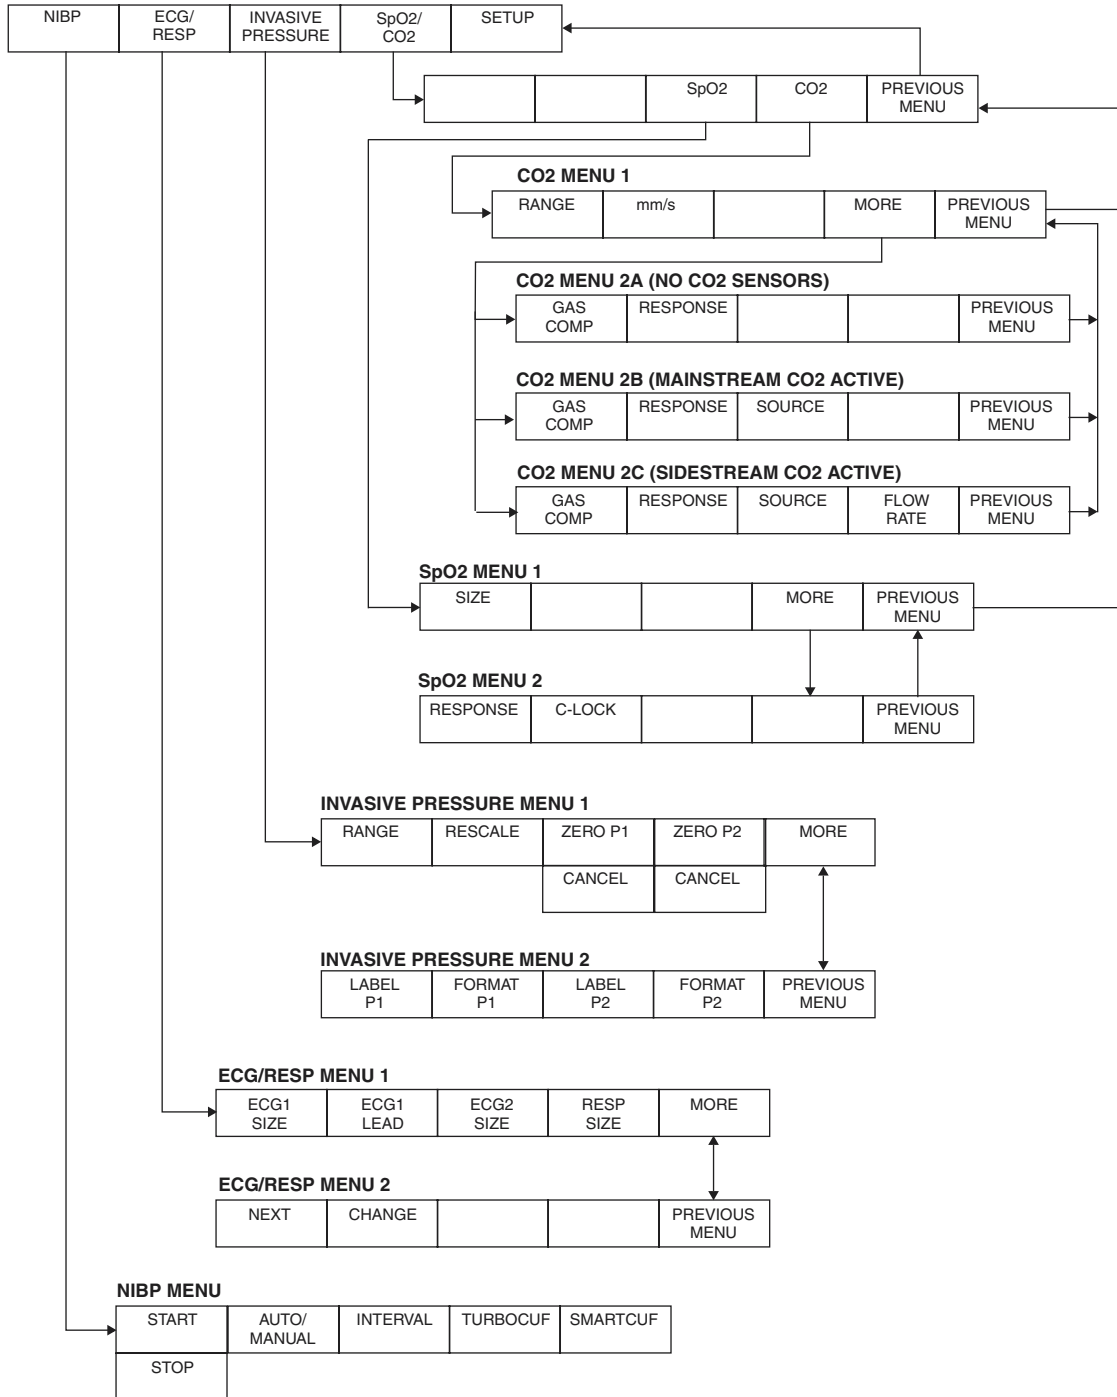 NIBP
ECG/
RESP
INVASIVE
PRESSURE
SpO2/
CO2
SETUP
SpO2
CO2
PREVIOUS
MENU
CO2 MENU 1
RANGE
mm/s
MORE
PREVIOUS
MENU
CO2 MENU 2A (NO CO2 SENSORS)
GAS
COMP
RESPONSE
PREVIOUS
MENU
CO2 MENU 2B (MAINSTREAM CO2 ACTIVE)
GAS
COMP
RESPONSE
SOURCE
PREVIOUS
MENU
CO2 MENU 2C (SIDESTREAM CO2 ACTIVE)
GAS
COMP
RESPONSE
SOURCE
FLOW
RATE
PREVIOUS
MENU
SpO2 MENU 1
SIZE
MORE
PREVIOUS
MENU
SpO2 MENU 2
RESPONSE
C-LOCK
PREVIOUS
MENU
INVASIVE PRESSURE MENU 1
RANGE
RESCALE
ZERO P1
ZERO P2
MORE
CANCEL
CANCEL
INVASIVE PRESSURE MENU 2
LABEL
P1
FORMAT
P1
LABEL
P2
FORMAT
P2
PREVIOUS
MENU
ECG/RESP MENU 1
ECG1
SIZE
ECG1
LEAD
ECG2
SIZE
RESP
SIZE
MORE
ECG/RESP MENU 2
NEXT
CHANGE
PREVIOUS
MENU
NIBP MENU
START
AUTO/
MANUAL
INTERVAL
TURBOCUF
SMARTCUF
STOP